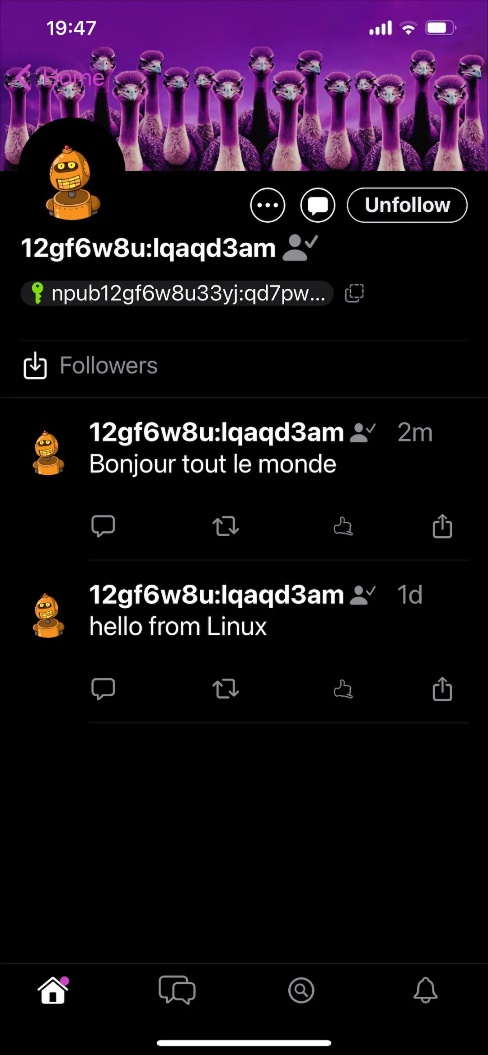 19:47
Home
Unfollow
12gf6w8u:lqaqd3am
npub12gf6w8u33yj:qd7pw...
Followers
12gf6w8u:lqaqd3am 2m
Bonjour tout le monde
12gf6w8u:lqaqd3am 1d
hello from Linux